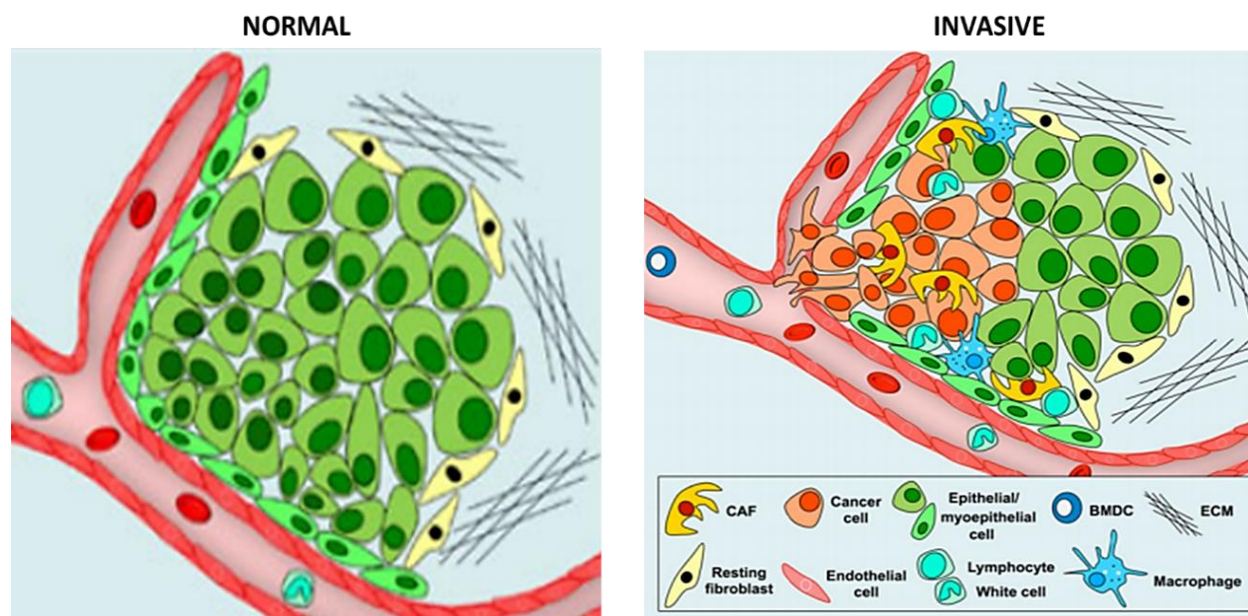 NORMAL
INVASIVE
CAF
Cancer
cell
Epithelial/
myoepithelial
cell
BMDC
ECM
Resting
fibroblast
Endothelial
cell
Lymphocyte
White cell
Macrophage